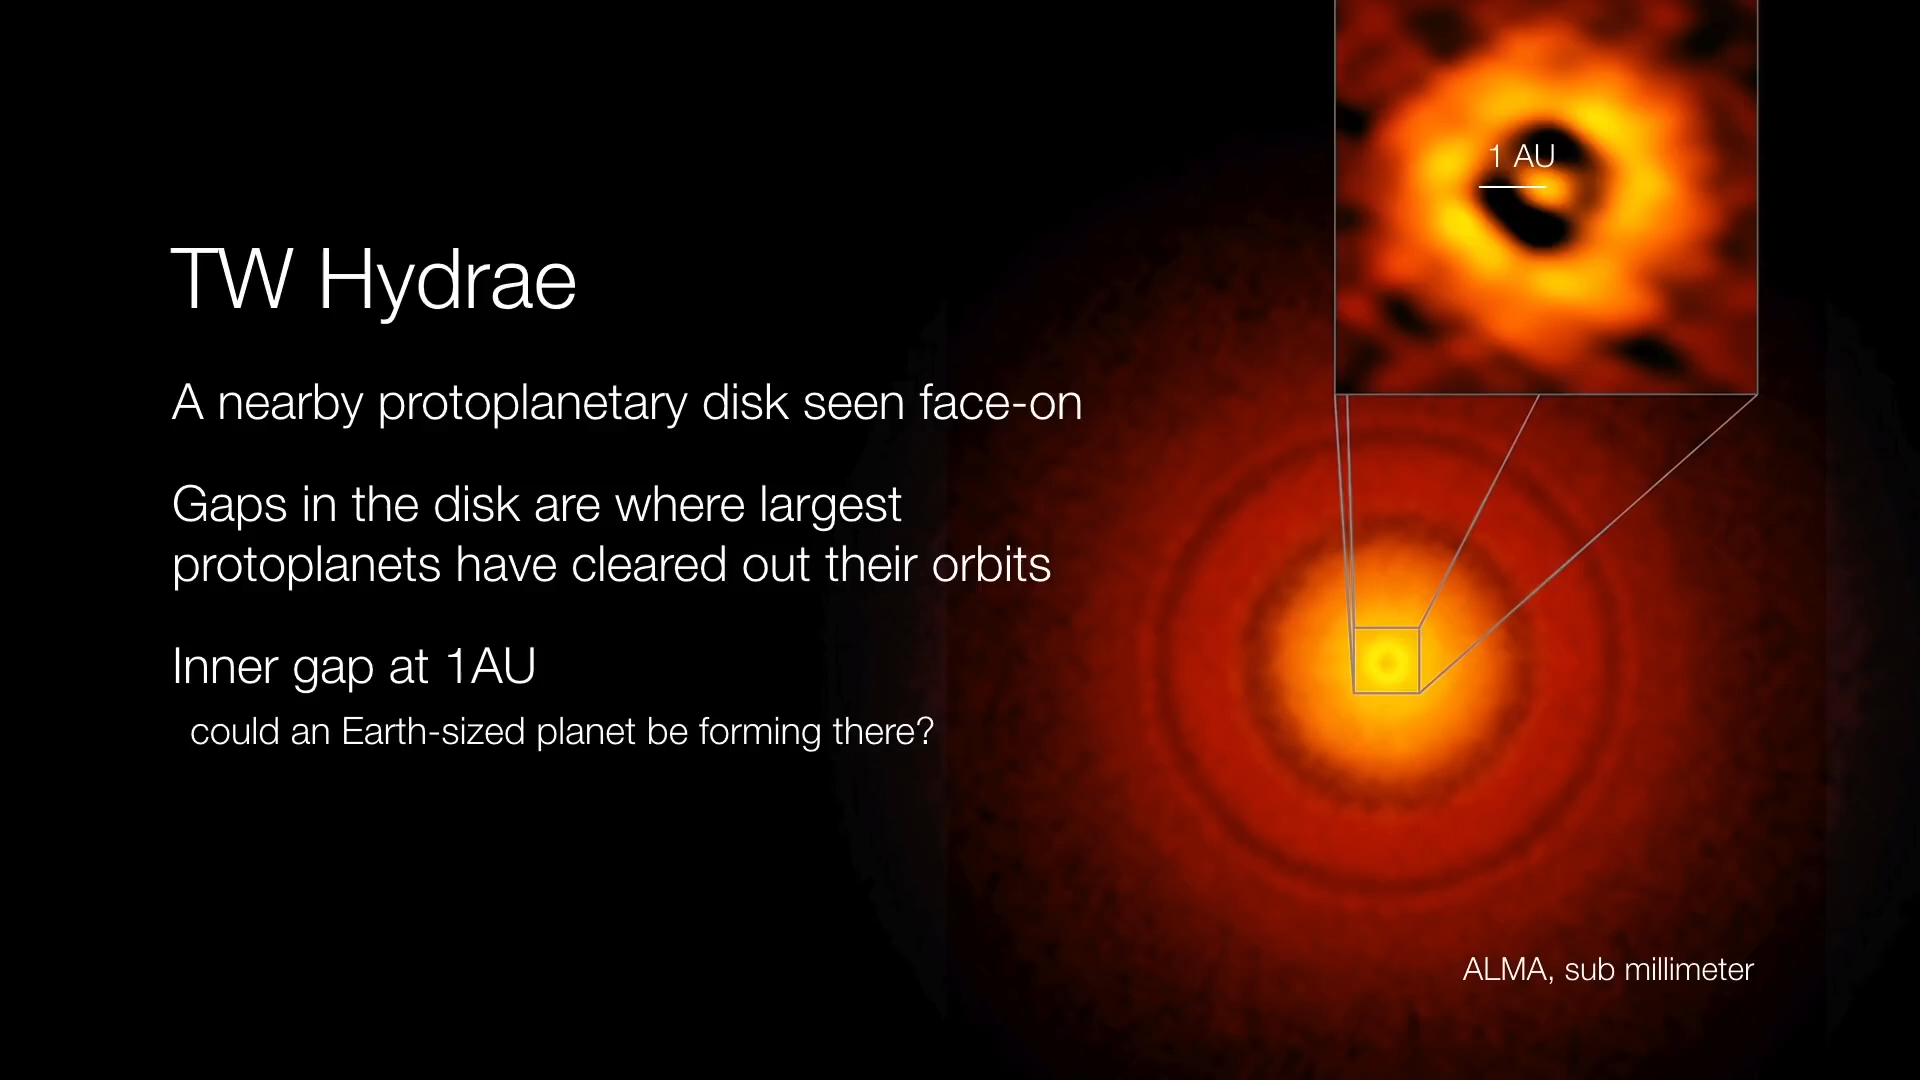 TW Hydrae
A nearby protoplanetary disk seen face-on
Gaps in the disk are where largest
protoplanets have cleared out their orbits
Inner gap at 1AU
could an Earth-sized planet be forming there?
1 AU
ALMA, sub millimeter